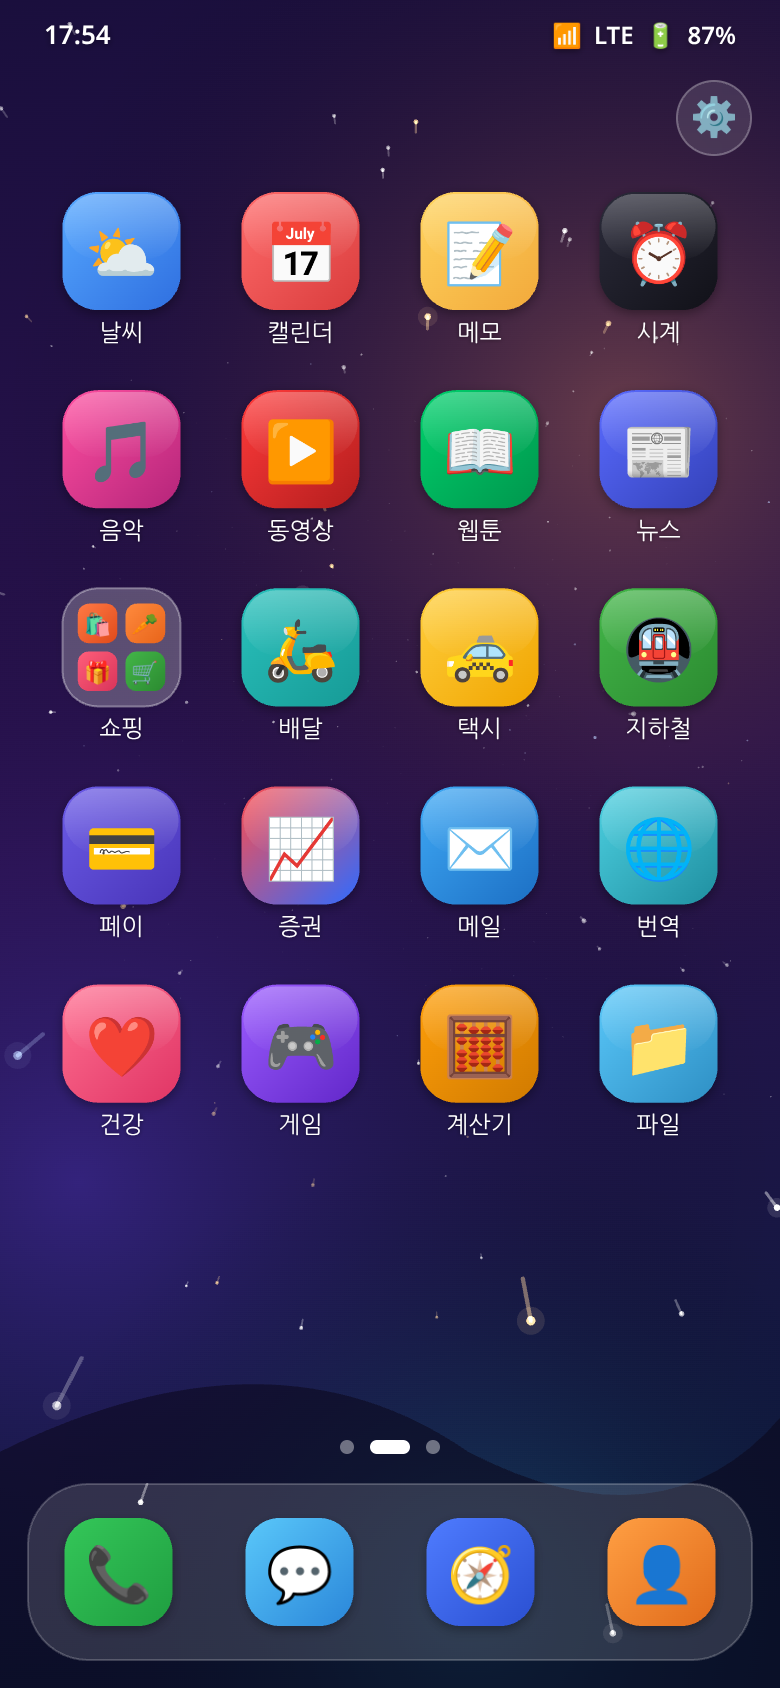 17:54 LTE 87%
July
17
날씨 캘린더 메모 시계
음악 동영상 웹툰 뉴스
쇼핑 배달 택시 지하철
페이 증권 메일 번역
건강 게임 계산기 파일